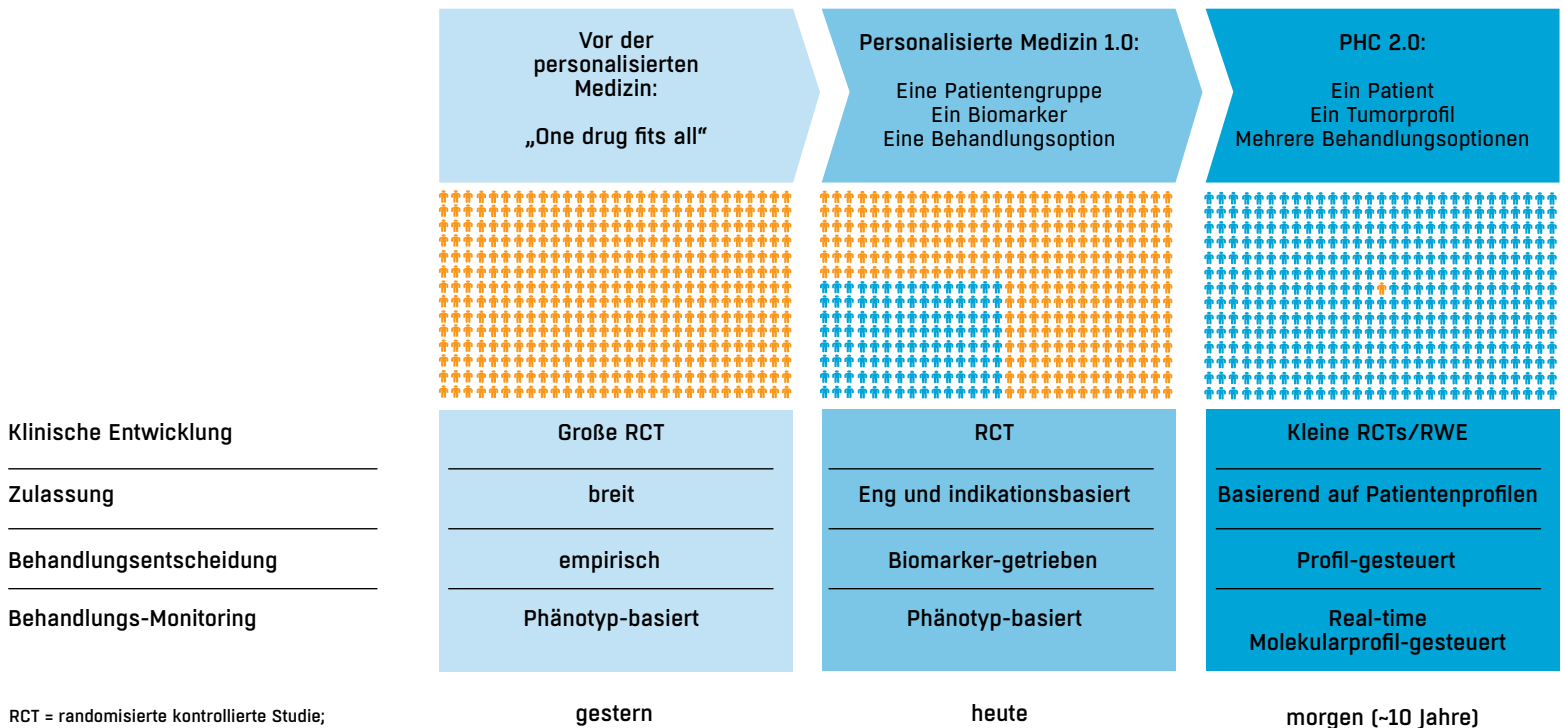 Vor der
personalisierten
Medizin:
„One drug fits all“
Personalisierte Medizin 1.0:
Eine Patientengruppe
Ein Biomarker
Eine Behandlungsoption
PHC 2.0:
Ein Patient
Ein Tumorprofil
Mehrere Behandlungsoptionen
Klinische Entwicklung
Große RCT
RCT
Kleine RCTs/RWE
Zulassung
breit
Eng und indikationsbasiert
Basierend auf Patientenprofilen
Behandlungsentscheidung
empirisch
Biomarker-getrieben
Profil-gesteuert
Behandlungs-Monitoring
Phänotyp-basiert
Phänotyp-basiert
Real-time
Molekularprofil-gesteuert
RCT = randomisierte kontrollierte Studie;
gestern
heute
morgen (~10 Jahre)